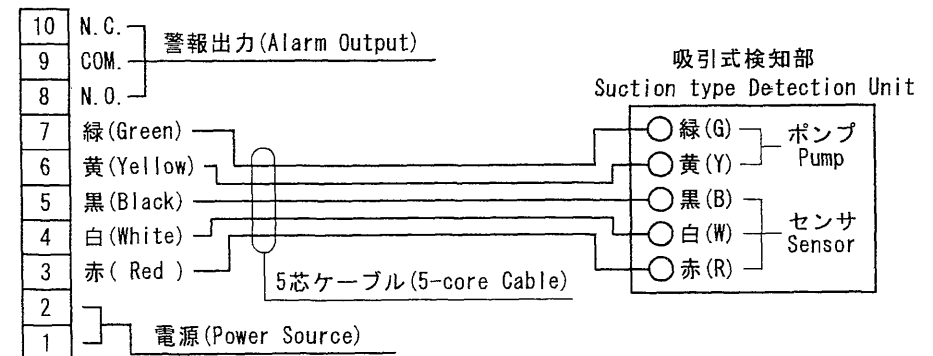 10 N.C.
警報出力(Alarm Output)
9 COM.
8 N.O.
吸引式検知部
Suction type Detection Unit
7 緑(Green)
緑(G)
ポンプ
Pump
6 黄(Yellow)
黄(Y)
5 黒(Black)
黒(B)
4 白(White)
白(W)
センサ
Sensor
3 赤( Red )
赤(R)
5芯ケーブル(5-core Cable)
2
電源(Power Source)
1